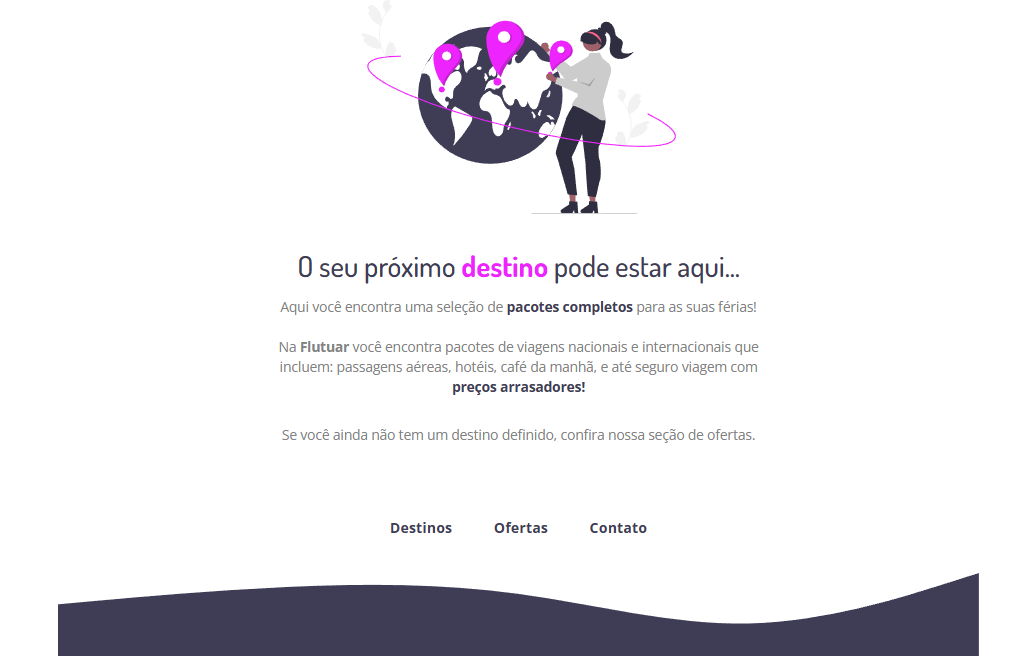 O seu próximo destino pode estar aqui...
Aqui você encontra uma seleção de pacotes completos para as suas férias!
Na Flutuar você encontra pacotes de viagens nacionais e internacionais que
incluem: passagens aéreas, hotéis, café da manhã, e até seguro viagem com
preços arrasadores!
Se você ainda não tem um destino definido, confira nossa seção de ofertas.
Destinos Ofertas Contato